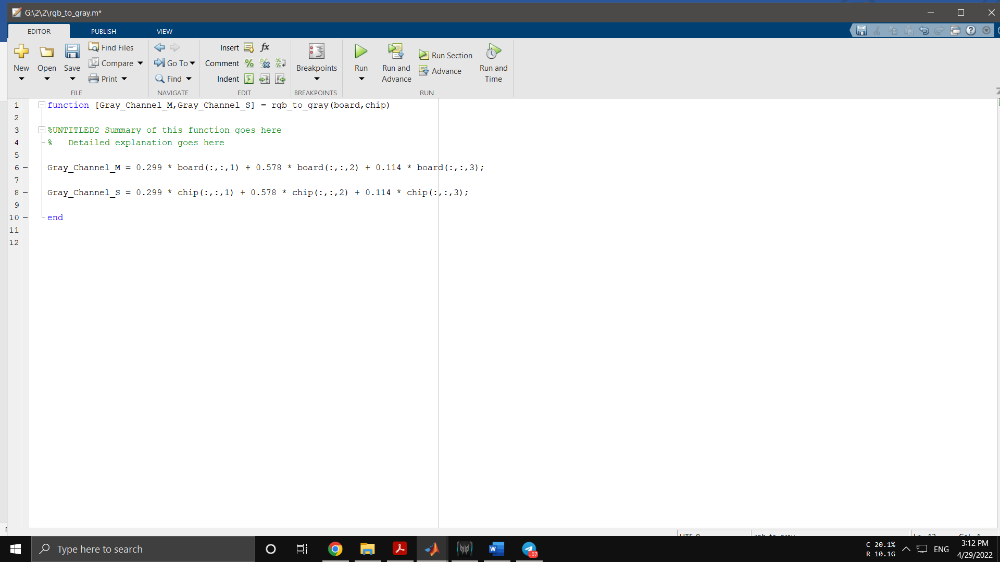 G:\2\2\rgb_to_gray.m*
EDITOR PUBLISH VIEW
New
Open
Save
Find Files
Compare
Print
FILE
Go To
Find
NAVIGATE
Insert fx
Comment
Indent
EDIT
Breakpoints
BREAKPOINTS
Run
Run and
Advance
Run Section
Advance
Run and
Time
RUN
1 function [Gray_Channel_M,Gray_Channel_S] = rgb_to_gray(board,chip)
2
3 %UNTITLED2 Summary of this function goes here
4 %   Detailed explanation goes here
5
6 Gray_Channel_M = 0.299 * board(:,:,1) + 0.578 * board(:,:,2) + 0.114 * board(:,:,3);
7
8 Gray_Channel_S = 0.299 * chip(:,:,1) + 0.578 * chip(:,:,2) + 0.114 * chip(:,:,3);
9
10 end
11
12
Type here to search
..07
C 20.1%
R 10.1G
ENG
3:12 PM
4/29/2022